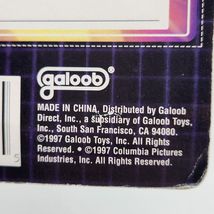 galoob
MADE IN CHINA. Distributed by Galoob
Direct, Inc., a subsidiary of Galoob Toys,
Inc., South San Francisco, CA 94080.
©1997 Galoob Toys, Inc. All Rights
Reserved. • ©1997 Columbia Pictures
Industries, Inc. All Rights Reserved.
5